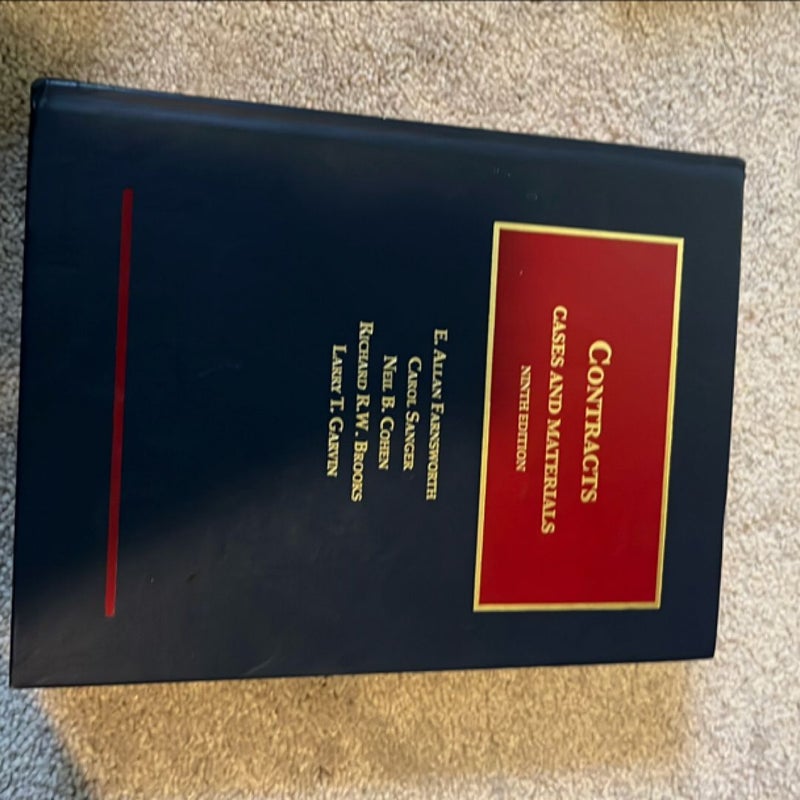 CONTRACTS
CASES AND MATERIALS
NINTH EDITION
E. ALLAN FARNSWORTH
CAROL SANGER
NEIL B. COHEN
RICHARD R.W. BROOKS
LARRY T. GARVIN